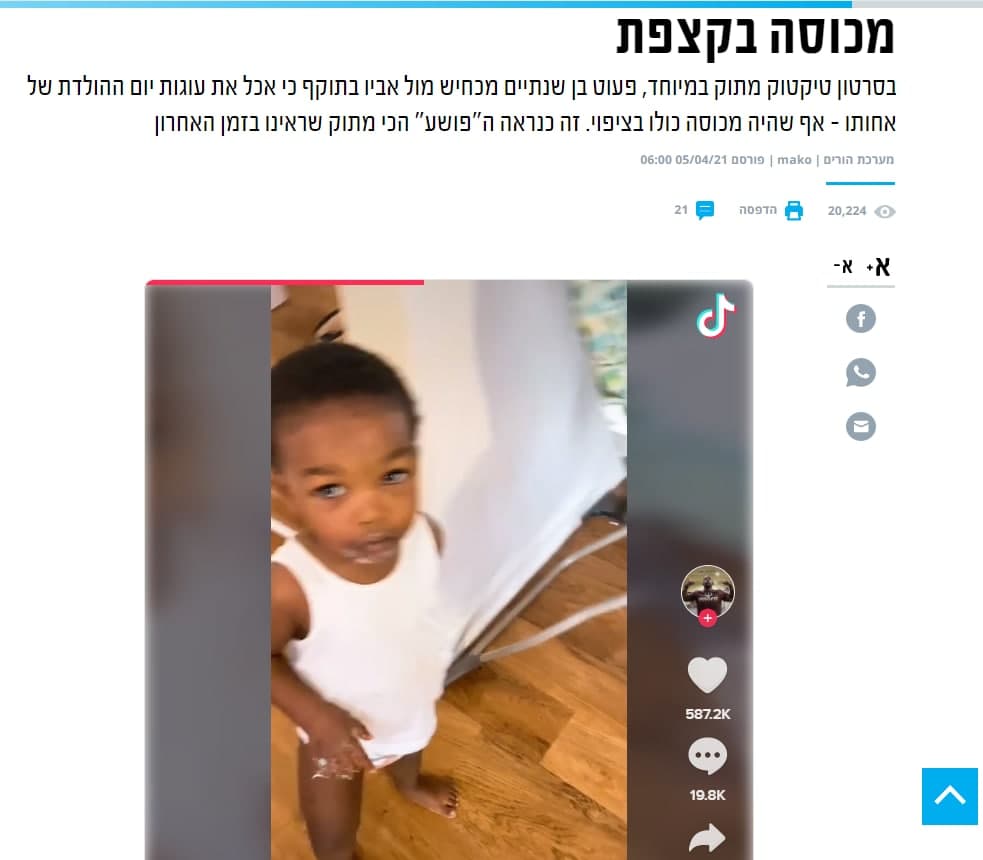 מכוסה בקצפת
בסרטון טיקטוק מתוק במיוחד, פעוט בן שנתיים מכחיש מול אביו בתוקף כי אכל את עוגות יום ההולדת של
אחותו - אף שהיה מכוסה כולו בציפוי. זה כנראה ה"פושע" הכי מתוק שראינו בזמן האחרון
מערכת הורים | mako | פורסם 05/04/21 06:00
20,224 הדפסה 21
א+ א-
587.2K
19.8K